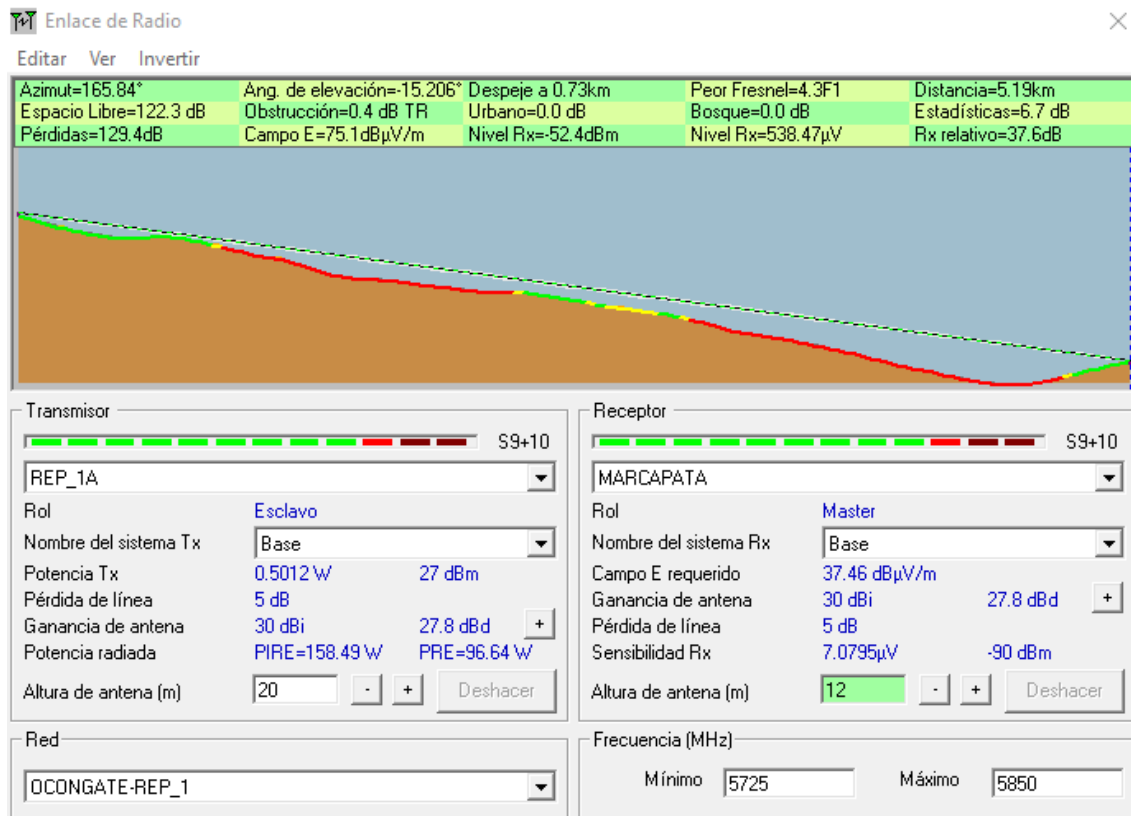 Enlace de Radio
Editar Ver Invertir
Azimut=165.84° Ang. de elevación=-15.206° Despeje a 0.73km Peor Fresnel=4.3F1 Distancia=5.19km
Espacio Libre=122.3 dB Obstrucción=0.4 dB TR Urbano=0.0 dB Bosque=0.0 dB Estadísticas=6.7 dB
Pérdidas=129.4dB Campo E=75.1dBµV/m Nivel Rx=-52.4dBm Nivel Rx=538.47µV Rx relativo=37.6dB
Transmisor
S9+10
REP_1A
Rol Esclavo
Nombre del sistema Tx Base
Potencia Tx 0.5012 W 27 dBm
Pérdida de línea 5 dB
Ganancia de antena 30 dBi 27.8 dBd +
Potencia radiada PIRE=158.49 W PRE=96.64 W
Altura de antena (m) 20 - + Deshacer
Receptor
S9+10
MARCAPATA
Rol Master
Nombre del sistema Rx Base
Campo E requerido 37.46 dBµV/m
Ganancia de antena 30 dBi 27.8 dBd +
Pérdida de línea 5 dB
Sensibilidad Rx 7.0795µV -90 dBm
Altura de antena (m) 12 - + Deshacer
Red
OCONGATE-REP_1
Frecuencia (MHz)
Mínimo 5725 Máximo 5850